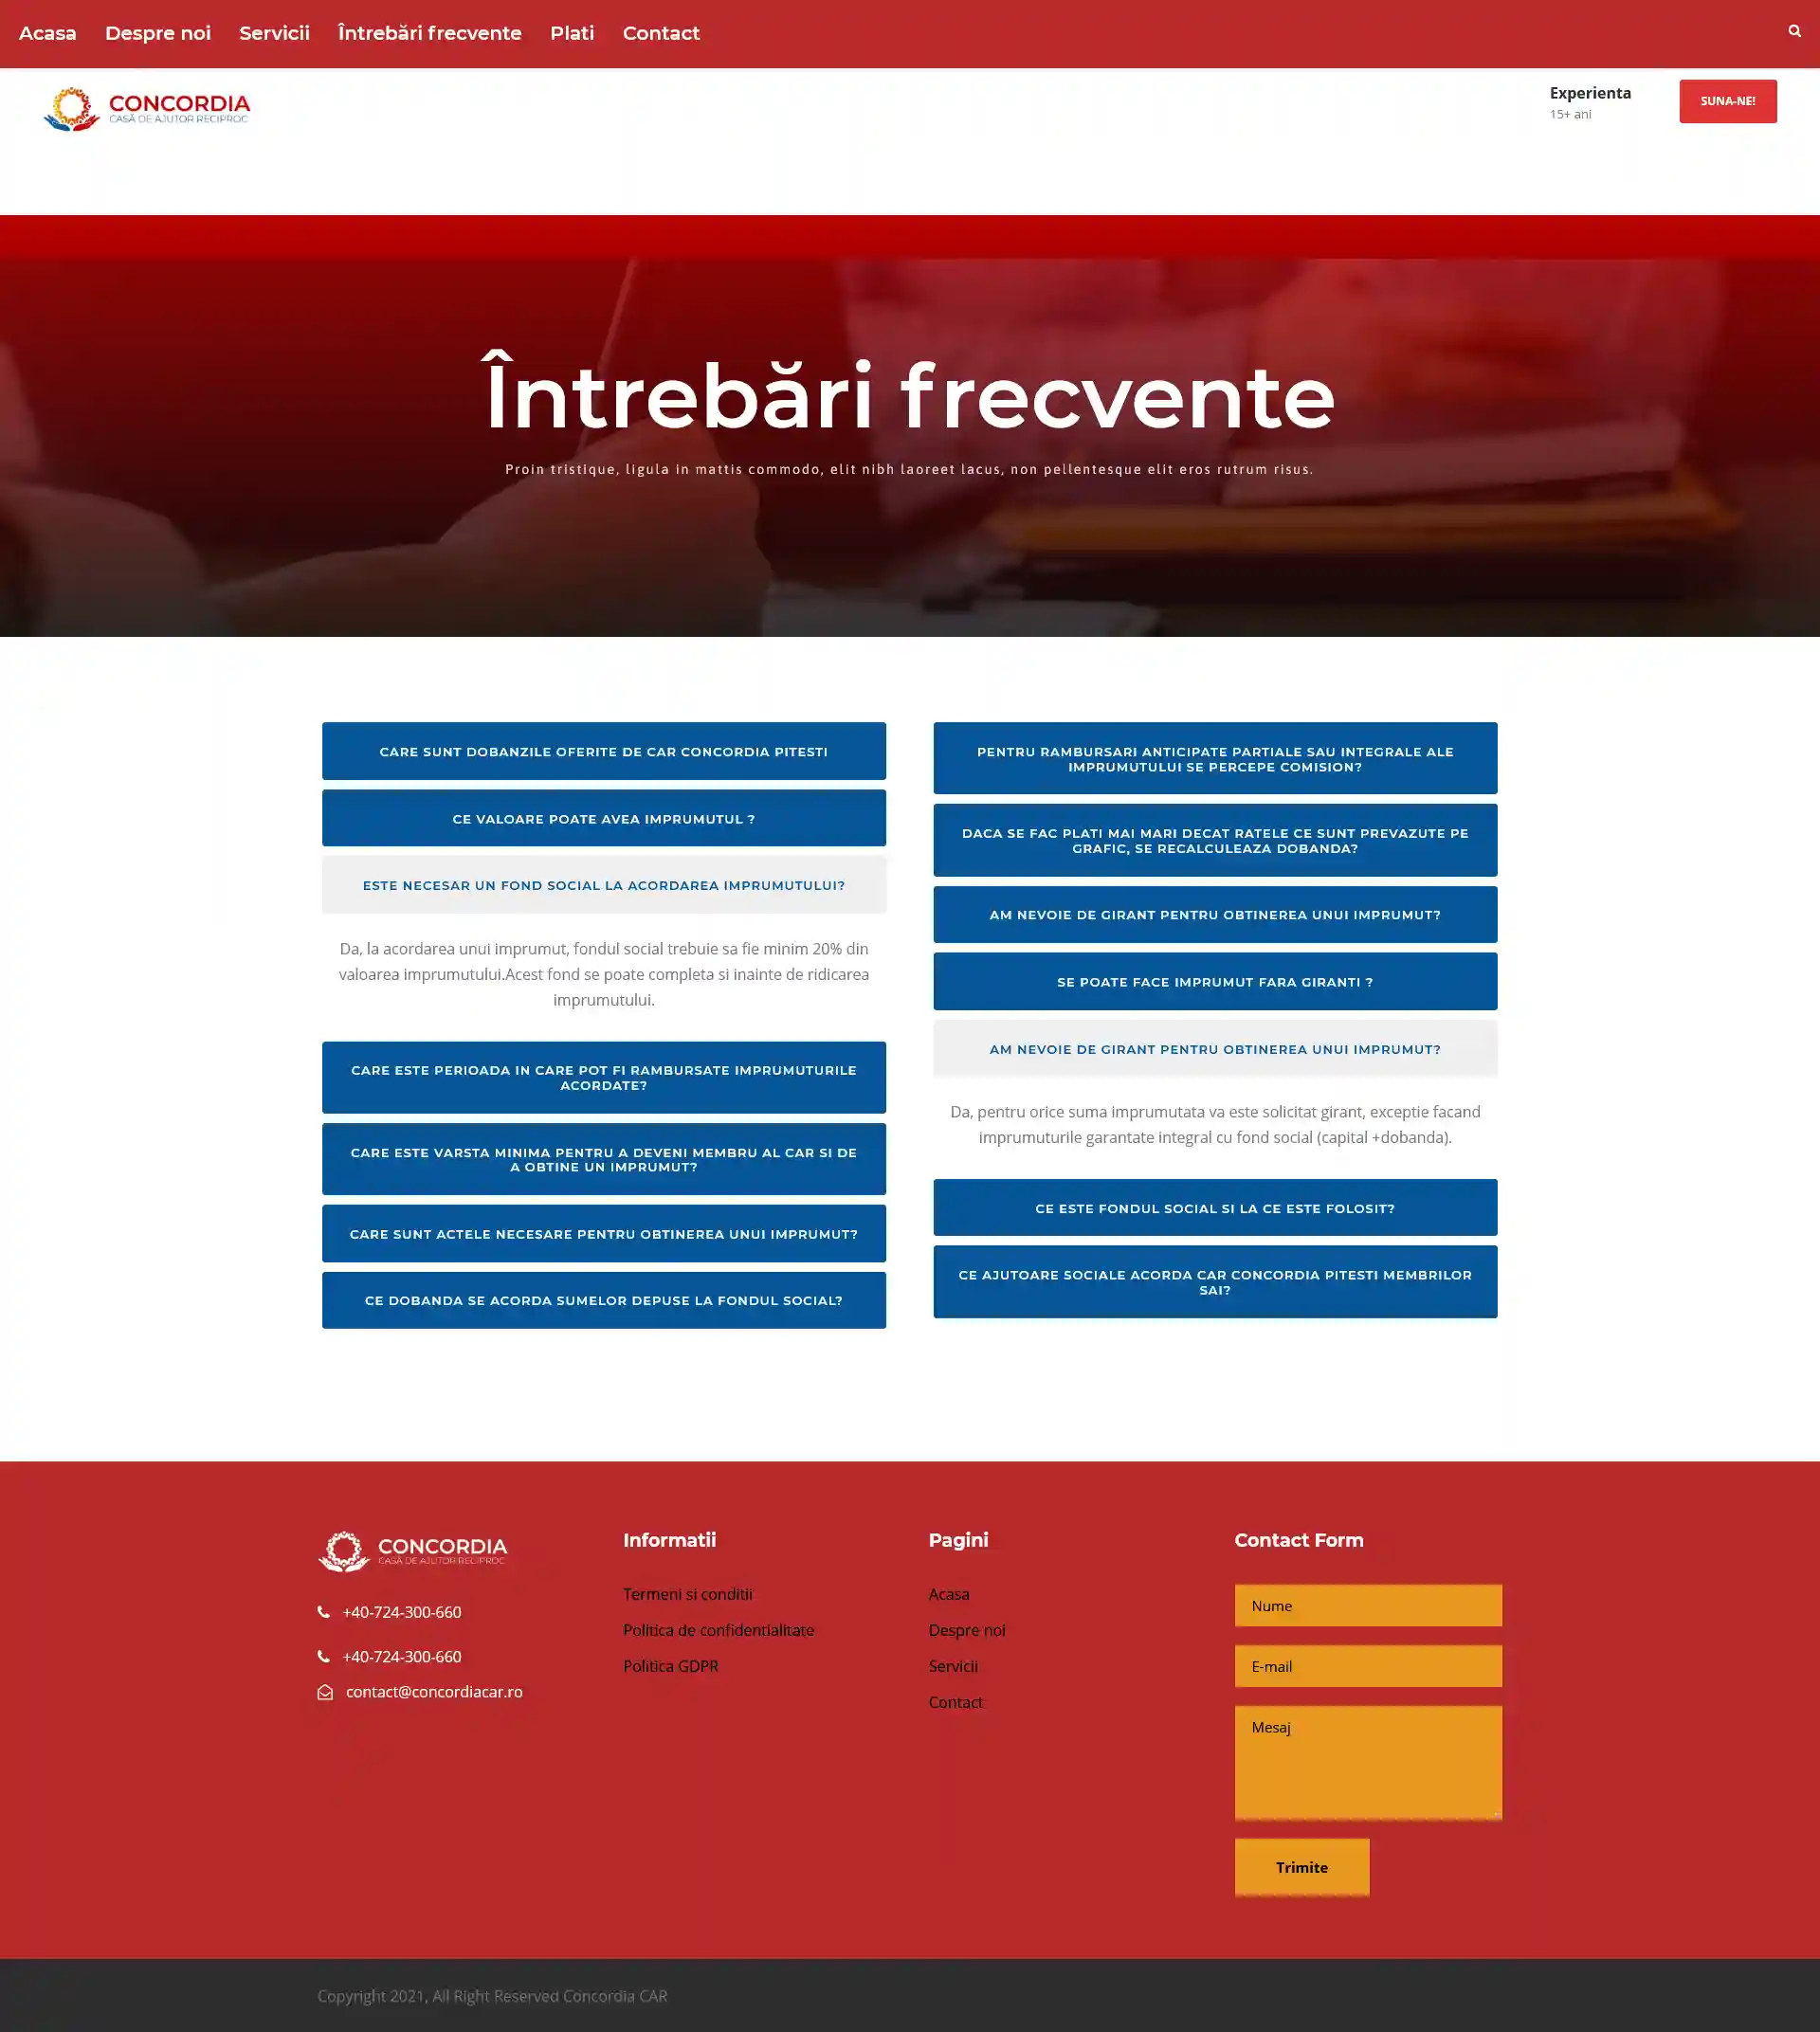 Acasa
Despre noi
Servicii
Întrebări frecvente
Plati
Contact
CONCORDIA
CASĂ DE AJUTOR RECIPROC
Experienta
15+ ani
SUNA-NE!
Întrebări frecvente
Proin tristique, ligula in mattis commodo, elit nibh laoreet lacus, non pellentesque elit eros rutrum risus.
CARE SUNT DOBANZILE OFERITE DE CAR CONCORDIA PITESTI
CE VALOARE POATE AVEA IMPRUMUTUL ?
ESTE NECESAR UN FOND SOCIAL LA ACORDAREA IMPRUMUTULUI?
Da, la acordarea unui imprumut, fondul social trebuie sa fie minim 20% din
valoarea imprumutului.Acest fond se poate completa si inainte de ridicarea
imprumutului.
CARE ESTE PERIOADA IN CARE POT FI RAMBURSATE IMPRUMUTURILE
ACORDATE?
CARE ESTE VARSTA MINIMA PENTRU A DEVENI MEMBRU AL CAR SI DE
A OBTINE UN IMPRUMUT?
CARE SUNT ACTELE NECESARE PENTRU OBTINEREA UNUI IMPRUMUT?
CE DOBANDA SE ACORDA SUMELOR DEPUSE LA FONDUL SOCIAL?
PENTRU RAMBURSARI ANTICIPATE PARTIALE SAU INTEGRALE ALE
IMPRUMUTULUI SE PERCEPE COMISION?
DACA SE FAC PLATI MAI MARI DECAT RATELE CE SUNT PREVAZUTE PE
GRAFIC, SE RECALCULEAZA DOBANDA?
AM NEVOIE DE GIRANT PENTRU OBTINEREA UNUI IMPRUMUT?
SE POATE FACE IMPRUMUT FARA GIRANTI ?
AM NEVOIE DE GIRANT PENTRU OBTINEREA UNUI IMPRUMUT?
Da, pentru orice suma imprumutata va este solicitat girant, exceptie facand
imprumuturile garantate integral cu fond social (capital +dobanda).
CE ESTE FONDUL SOCIAL SI LA CE ESTE FOLOSIT?
CE AJUTOARE SOCIALE ACORDA CAR CONCORDIA PITESTI MEMBRILOR
SAI?
CONCORDIA
CASĂ DE AJUTOR RECIPROC
+40-724-300-660
+40-724-300-660
contact@concordiacar.ro
Informatii
Termeni si conditii
Politica de confidentialitate
Politica GDPR
Pagini
Acasa
Despre noi
Servicii
Contact
Contact Form
Nume
E-mail
Mesaj
Trimite
Copyright 2021, All Right Reserved Concordia CAR